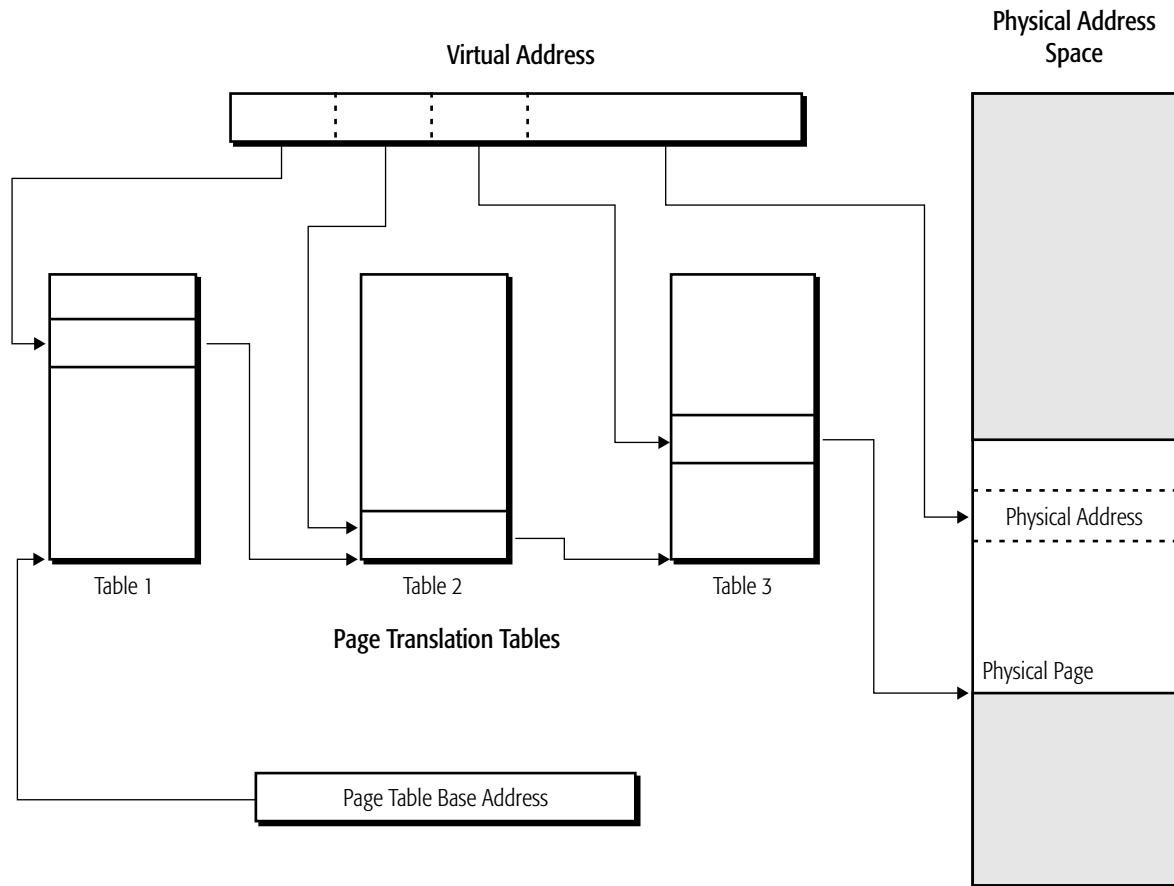 Physical Address
Space
Virtual Address
Physical Address
Table 1
Table 2
Table 3
Page Translation Tables
Physical Page
Page Table Base Address